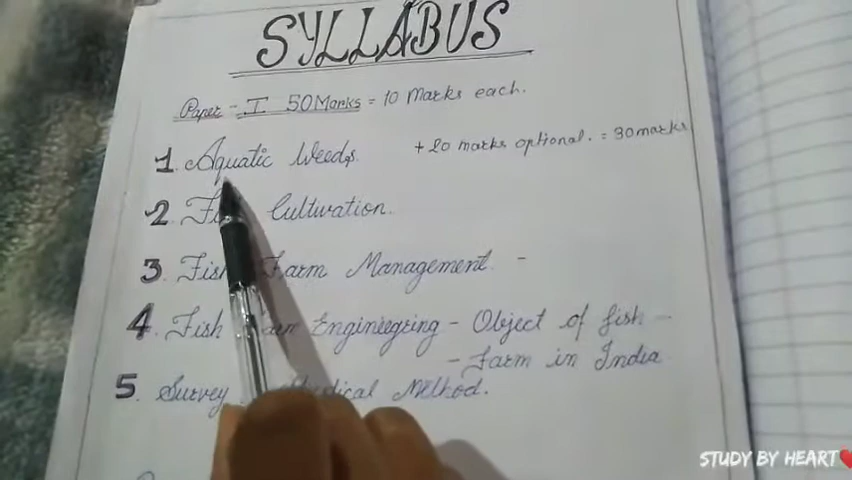 SYLLABUS
Paper - I 50 Marks = 10 Marks each.
+ 20 marks optional. = 30 marks
1. Aquatic Weeds.
2. Cultivation.
3. Fish Farm Management. -
4. Fish Engineegring - Object of fish -
- Farm in India
5. Survey Method.
STUDY BY HEART❤